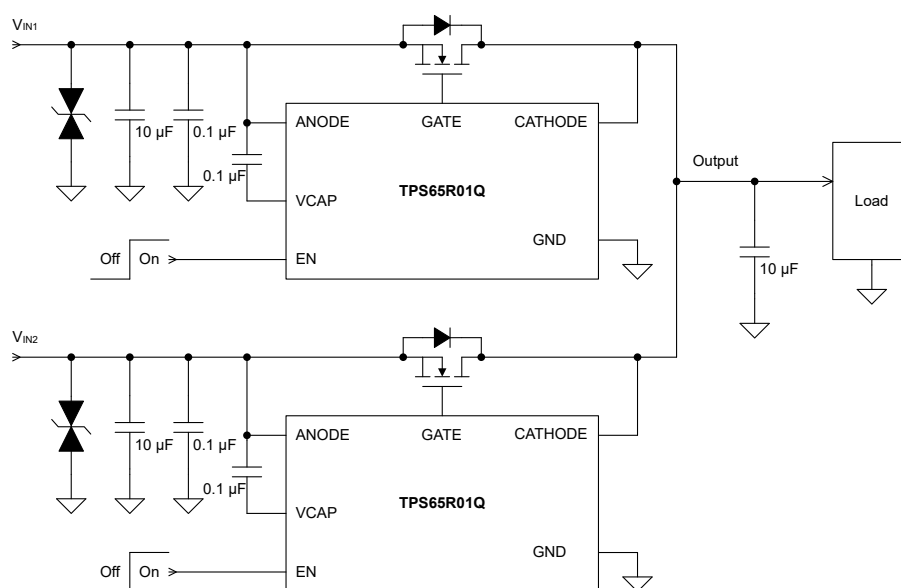 VIN1
10 µF
0.1 µF
0.1 µF
ANODE
GATE
CATHODE
TPS65R01Q
VCAP
GND
Off
On
EN
Output
Load
10 µF
VIN2
10 µF
0.1 µF
0.1 µF
ANODE
GATE
CATHODE
TPS65R01Q
VCAP
GND
Off
On
EN